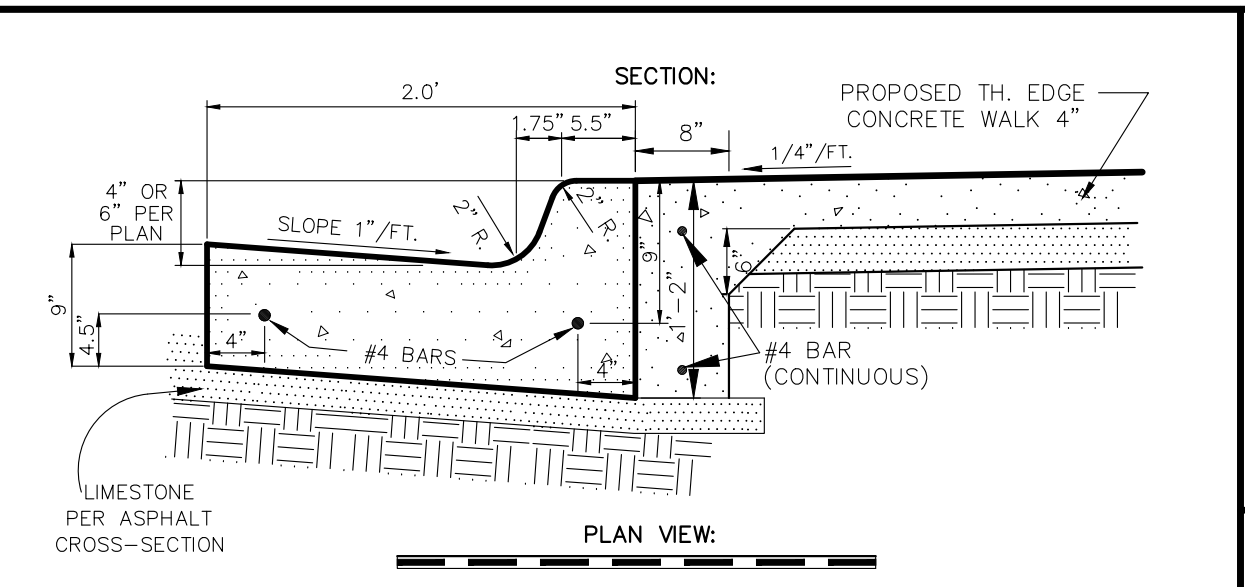 SECTION:
2.0'
1.75" 5.5"
8"
PROPOSED TH. EDGE
CONCRETE WALK 4"
1/4"/FT.
4" OR
6" PER
PLAN
SLOPE 1"/FT.
2" R.
2" R.
9"
4.5"
4"
#4 BARS
4"
9"
1'-2"
6"
#4 BAR
(CONTINUOUS)
LIMESTONE
PER ASPHALT
CROSS-SECTION
PLAN VIEW: